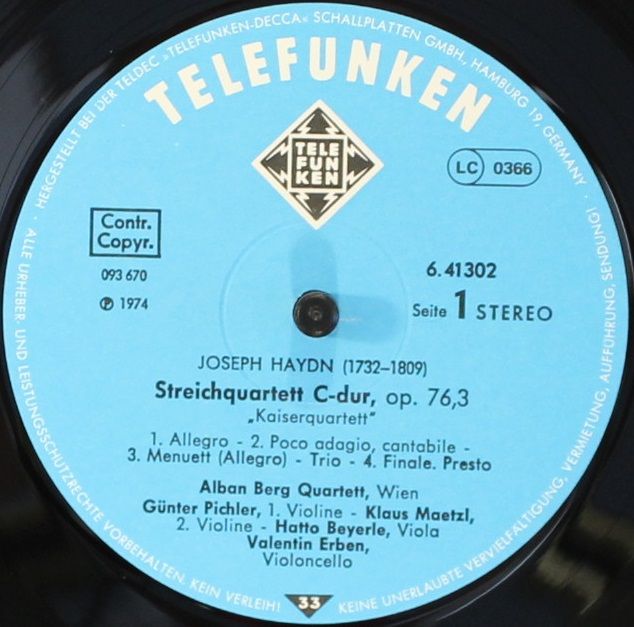 HERGESTELLT BEI DER TELDEC »TELEFUNKEN-DECCA« SCHALLPLATTEN GMBH, HAMBURG 19, GERMANY · ALLE URHEBER- UND LEISTUNGSSCHUTZRECHTE VORBEHALTEN. KEIN VERLEIH! KEINE UNERLAUBTE VERVIELFÄLTIGUNG, VERMIETUNG, AUFFÜHRUNG, SENDUNG! ·
TELEFUNKEN
TELE
FUN
KEN
LC 0366
Contr.
Copyr.
093 670
℗ 1974
6.41302
Seite 1 STEREO
JOSEPH HAYDN (1732–1809)
Streichquartett C-dur, op. 76,3
„Kaiserquartett"
1. Allegro - 2. Poco adagio, cantabile -
3. Menuett (Allegro) - Trio - 4. Finale. Presto
Alban Berg Quartett, Wien
Günter Pichler, 1. Violine - Klaus Maetzl,
2. Violine - Hatto Beyerle, Viola
Valentin Erben,
Violoncello
33